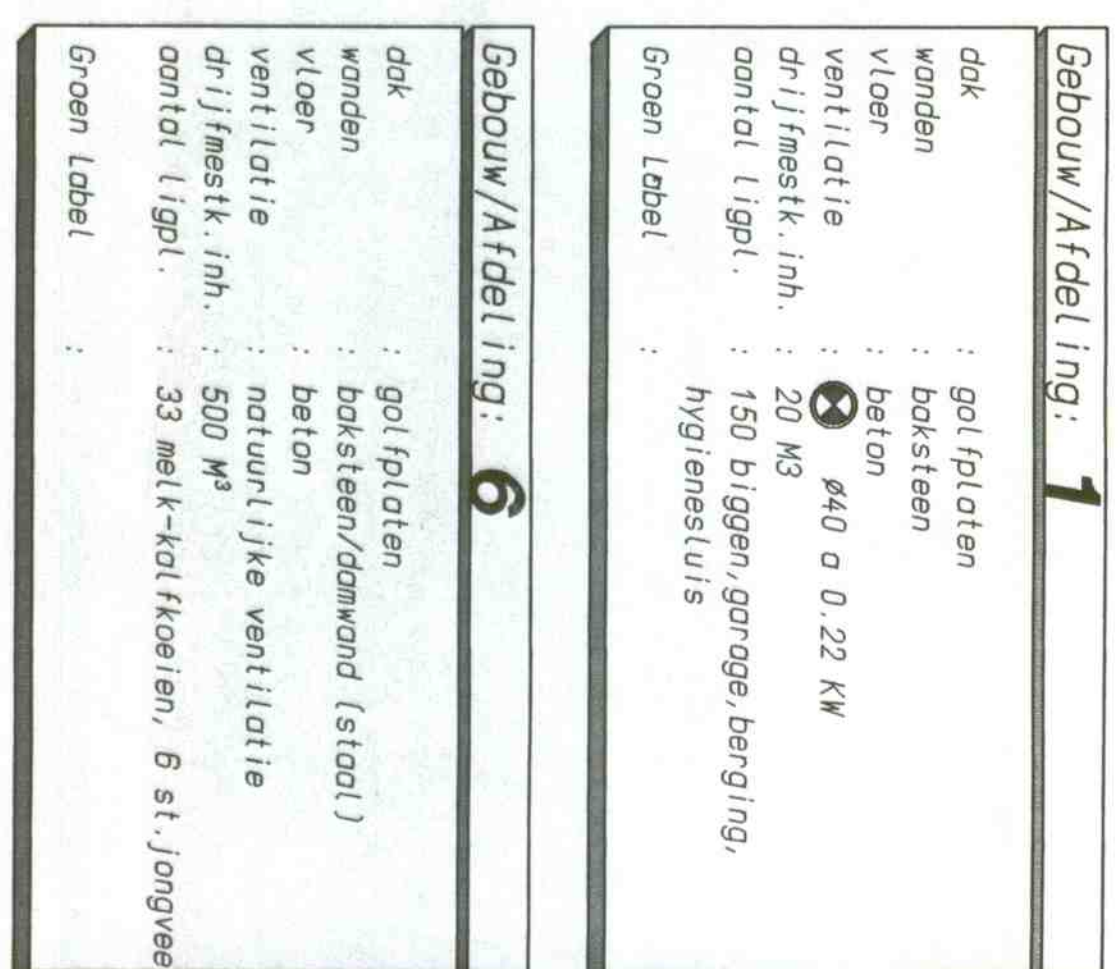 Gebouw/Afdeling: 1
dak : golfplaten
wanden : baksteen
vloer : beton
ventilatie : ø40 a 0.22 KW
drijfmestk.inh. : 20 M3
aantal ligpl. : 150 biggen,garage,berging,
hygienesluis
Groen Label :
Gebouw/Afdeling: 6
dak : golfplaten
wanden : baksteen/damwand (staal)
vloer : beton
ventilatie : natuurlijke ventilatie
drijfmestk.inh. : 500 M³
aantal ligpl. : 33 melk-kalfkoeien, 6 st.jongvee
Groen Label :